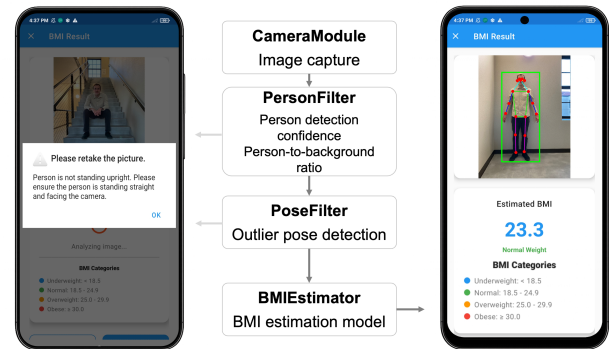 4:37 PM
BMI Result
Please retake the picture.
Person is not standing upright. Please
ensure the person is standing straight
and facing the camera.
OK
Analyzing image...
BMI Categories
Underweight: < 18.5
Normal: 18.5 - 24.9
Overweight: 25.0 - 29.9
Obese: ≥ 30.0
CameraModule
Image capture
PersonFilter
Person detection
confidence
Person-to-background
ratio
PoseFilter
Outlier pose detection
BMIEstimator
BMI estimation model
4:37 PM
BMI Result
Estimated BMI
23.3
Normal Weight
BMI Categories
Underweight: < 18.5
Normal: 18.5 - 24.9
Overweight: 25.0 - 29.9
Obese: ≥ 30.0